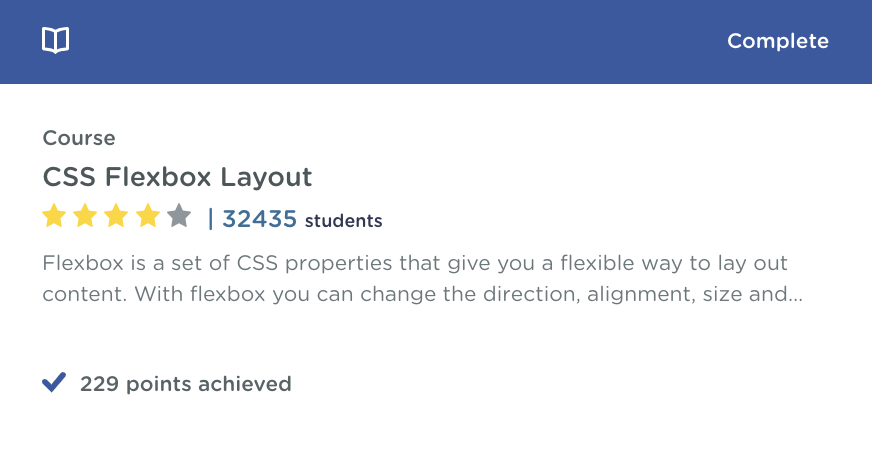 Complete
Course
CSS Flexbox Layout
| 32435 students
Flexbox is a set of CSS properties that give you a flexible way to lay out
content. With flexbox you can change the direction, alignment, size and...
229 points achieved